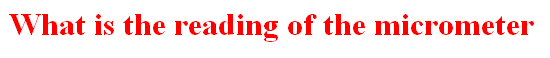 What is the reading of the micrometer